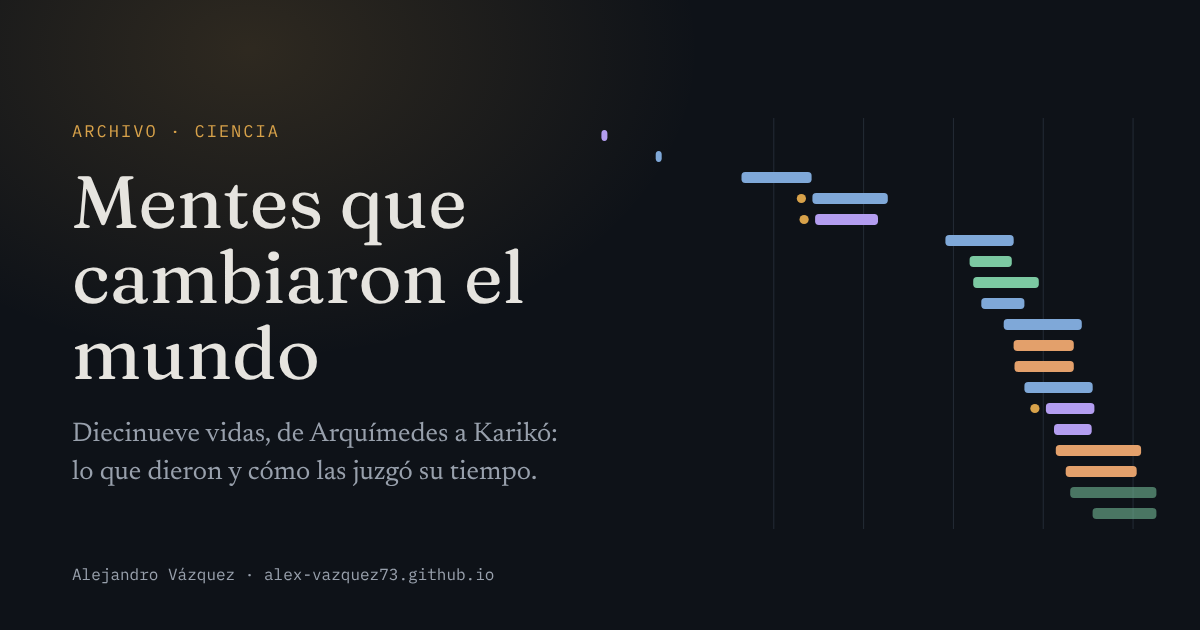 ARCHIVO · CIENCIA
Mentes que
cambiaron el
mundo
Diecinueve vidas, de Arquímedes a Karikó:
lo que dieron y cómo las juzgó su tiempo.
Alejandro Vázquez · alex-vazquez73.github.io